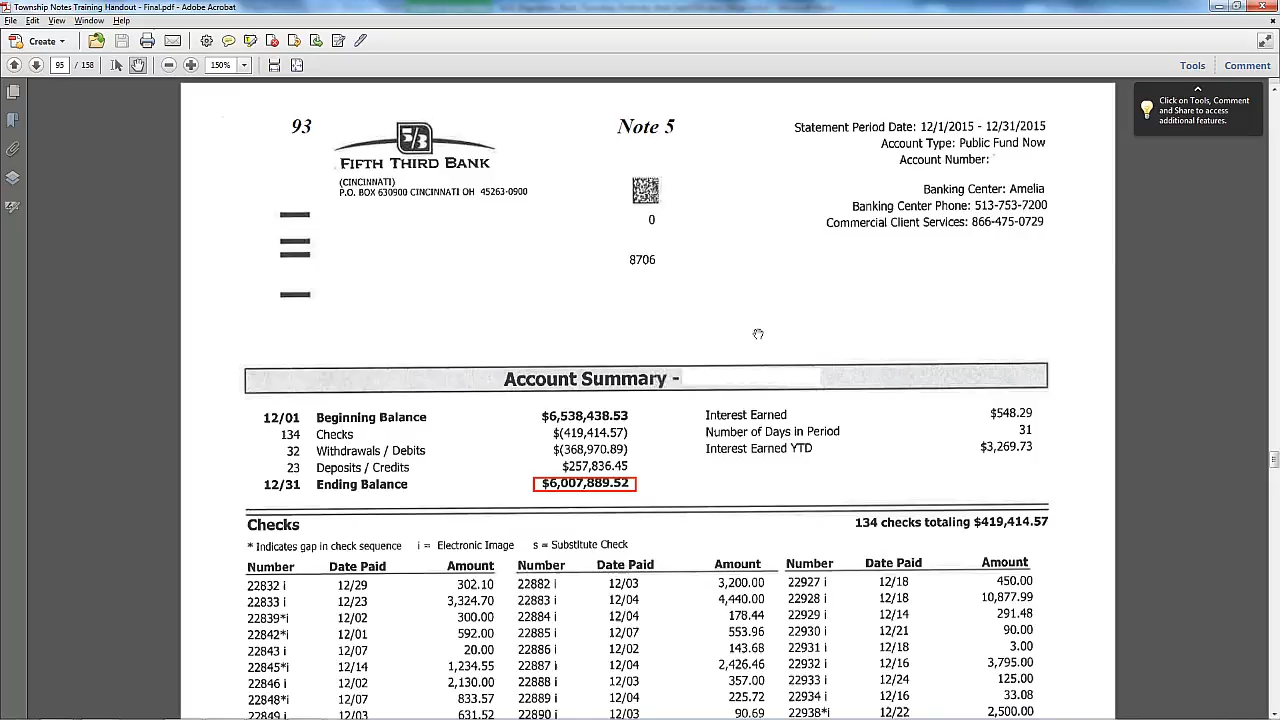 Township Notes Training Handout - Final.pdf - Adobe Acrobat
File Edit View Window Help
Create
95 / 158 150% Tools Comment
Click on Tools, Comment
and Share to access
additional features.
93 Note 5
5/3
FIFTH THIRD BANK
(CINCINNATI)
P.O. BOX 630900 CINCINNATI OH 45263-0900
0
8706
Statement Period Date: 12/1/2015 - 12/31/2015
Account Type: Public Fund Now
Account Number:
Banking Center: Amelia
Banking Center Phone: 513-753-7200
Commercial Client Services: 866-475-0729
Account Summary -
12/01 Beginning Balance $6,538,438.53 Interest Earned $548.29
134 Checks $(419,414.57) Number of Days in Period 31
32 Withdrawals / Debits $(368,970.89) Interest Earned YTD $3,269.73
23 Deposits / Credits $257,836.45
12/31 Ending Balance $6,007,889.52
Checks 134 checks totaling $419,414.57
* Indicates gap in check sequence i = Electronic Image s = Substitute Check
Number Date Paid Amount Number Date Paid Amount Number Date Paid Amount
22832 i 12/29 302.10 22882 i 12/03 3,200.00 22927 i 12/18 450.00
22833 i 12/23 3,324.70 22883 i 12/04 4,440.00 22928 i 12/18 10,877.99
22839*i 12/02 300.00 22884 i 12/04 178.44 22929 i 12/14 291.48
22842*i 12/01 592.00 22885 i 12/07 553.96 22930 i 12/21 90.00
22843 i 12/07 20.00 22886 i 12/02 143.68 22931 i 12/18 3.00
22845*i 12/14 1,234.55 22887 i 12/04 2,426.46 22932 i 12/16 3,795.00
22846 i 12/02 2,130.00 22888 i 12/03 357.00 22933 i 12/24 125.00
22848*i 12/07 833.57 22889 i 12/04 225.72 22934 i 12/16 33.08
22849 i 12/03 631.52 22890 i 12/03 90.69 22938*i 12/22 2,500.00